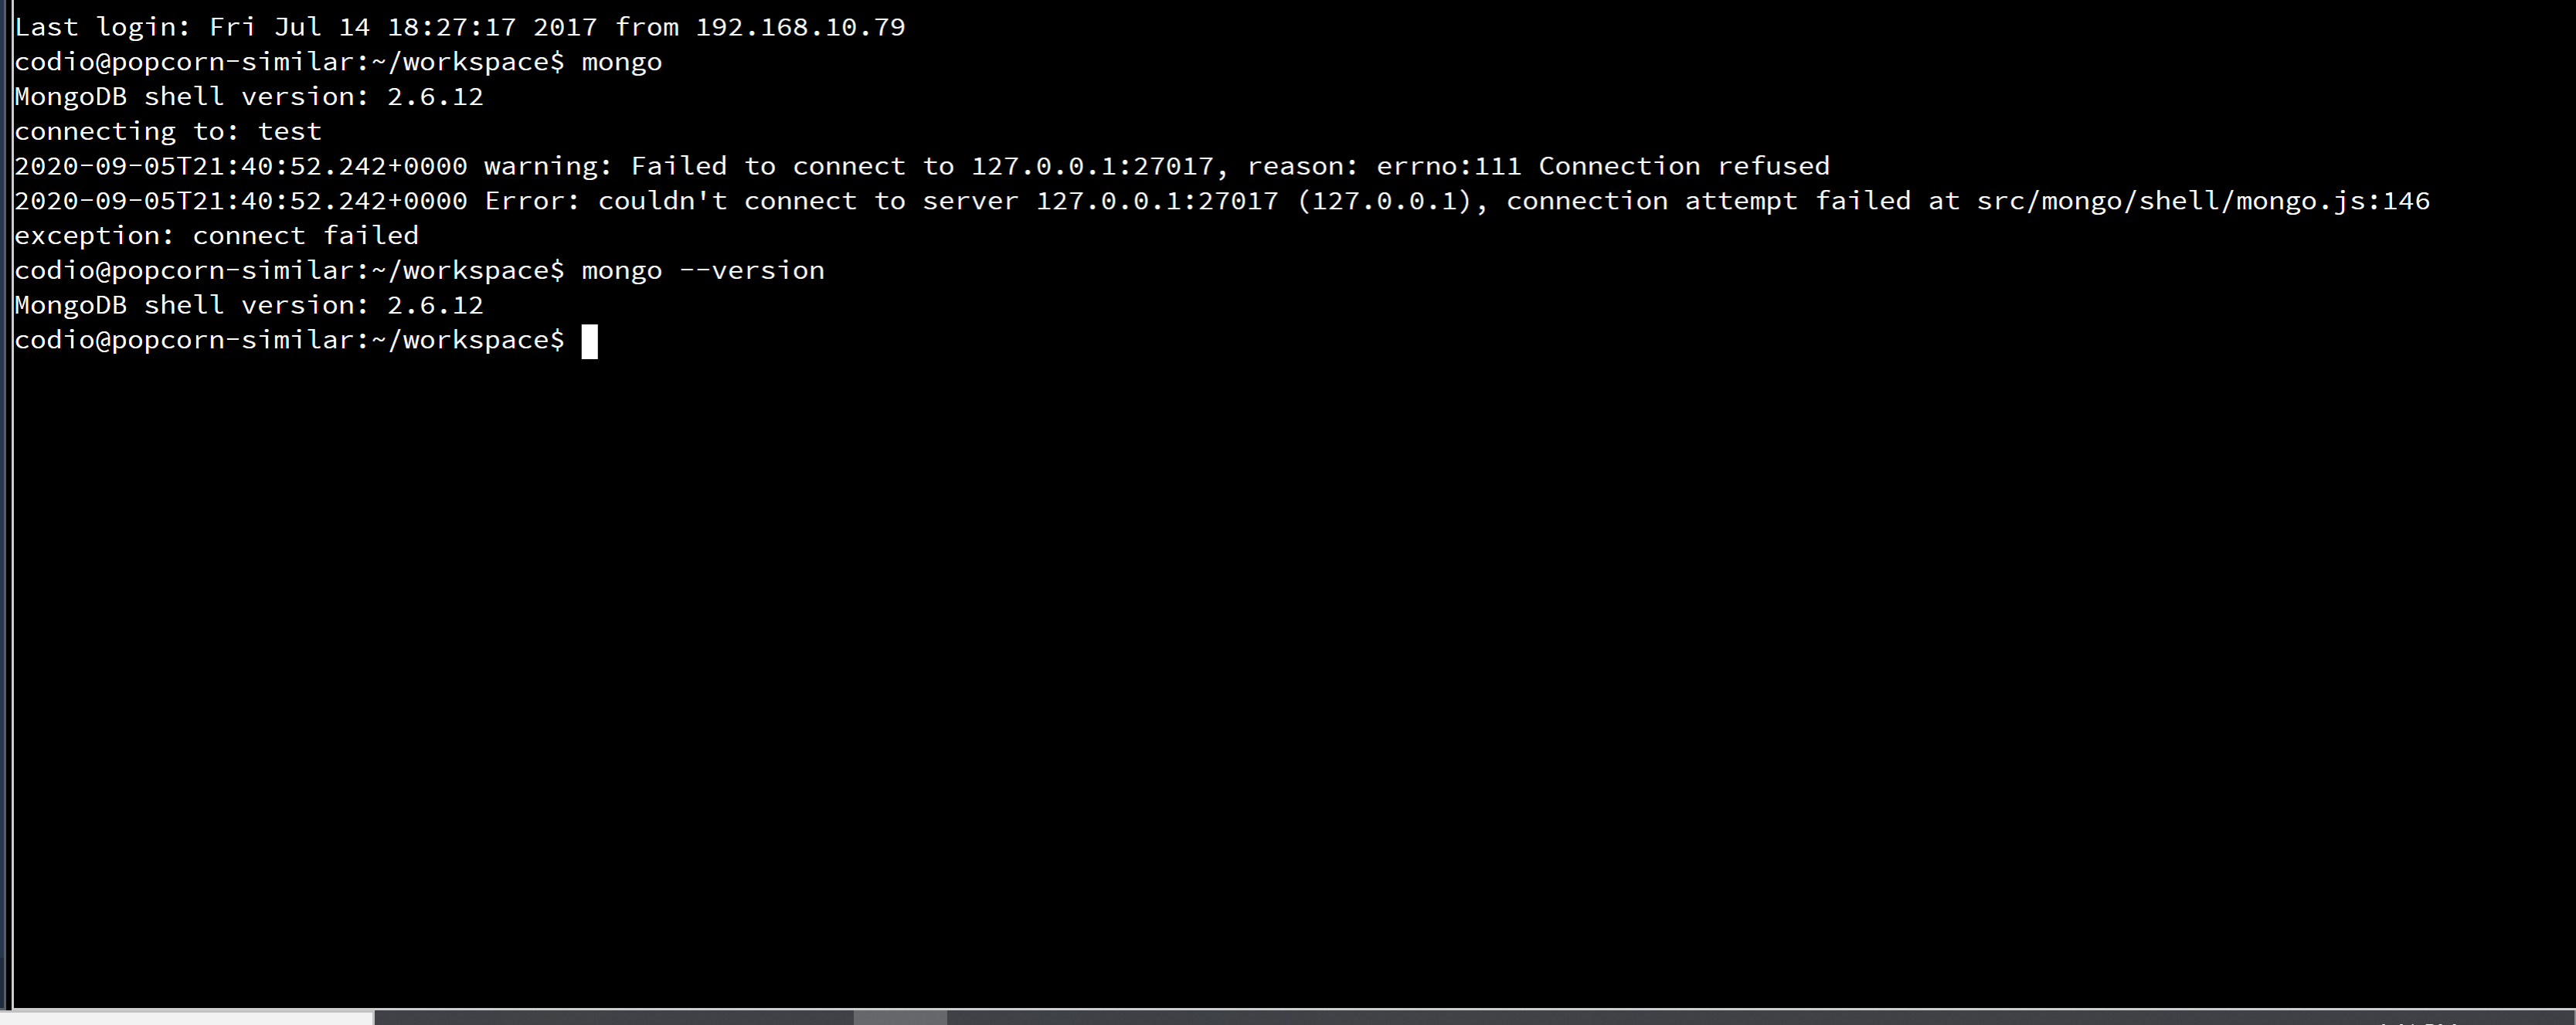 Last login: Fri Jul 14 18:27:17 2017 from 192.168.10.79
codio@popcorn-similar:~/workspace$ mongo
MongoDB shell version: 2.6.12
connecting to: test
2020-09-05T21:40:52.242+0000 warning: Failed to connect to 127.0.0.1:27017, reason: errno:111 Connection refused
2020-09-05T21:40:52.242+0000 Error: couldn't connect to server 127.0.0.1:27017 (127.0.0.1), connection attempt failed at src/mongo/shell/mongo.js:146
exception: connect failed
codio@popcorn-similar:~/workspace$ mongo --version
MongoDB shell version: 2.6.12
codio@popcorn-similar:~/workspace$